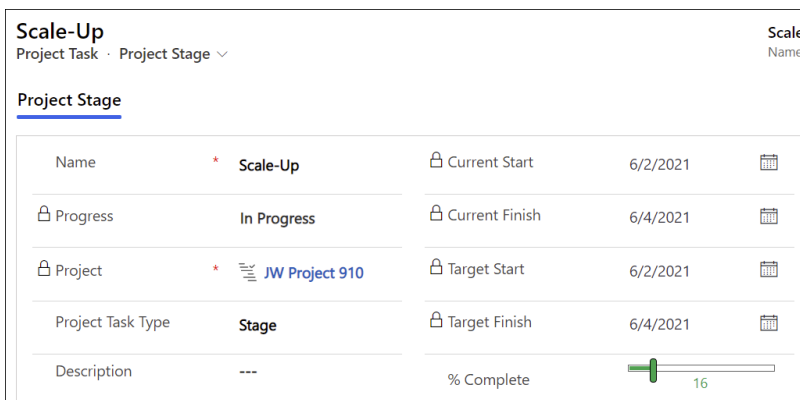 Scale-Up
Project Task · Project Stage
Scale
Name
Project Stage
Name * Scale-Up
Current Start 6/2/2021
Progress In Progress
Current Finish 6/4/2021
Project * JW Project 910
Target Start 6/2/2021
Project Task Type Stage
Target Finish 6/4/2021
Description ---
% Complete 16